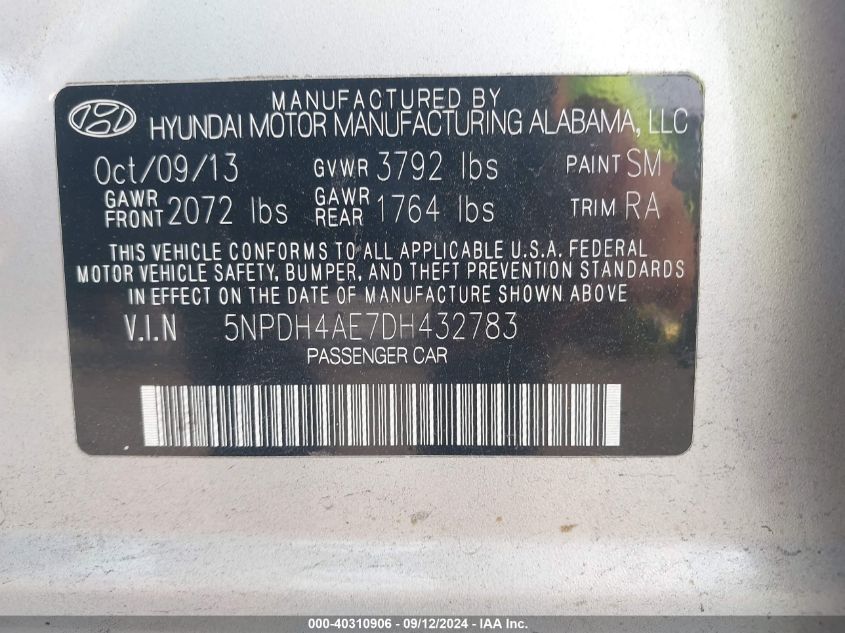 MANUFACTURED BY
HYUNDAI MOTOR MANUFACTURING ALABAMA, LLC
Oct/09/13 GVWR 3792 lbs PAINT SM
GAWR FRONT 2072 lbs GAWR REAR 1764 lbs TRIM RA
THIS VEHICLE CONFORMS TO ALL APPLICABLE U.S.A. FEDERAL
MOTOR VEHICLE SAFETY, BUMPER, AND THEFT PREVENTION STANDARDS
IN EFFECT ON THE DATE OF MANUFACTURE SHOWN ABOVE
V.I.N 5NPDH4AE7DH432783
PASSENGER CAR
000-40310906 - 09/12/2024 - IAA Inc.